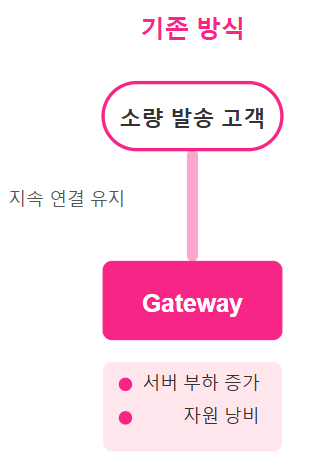 기존 방식
소량 발송 고객
지속 연결 유지
Gateway
서버 부하 증가
자원 낭비